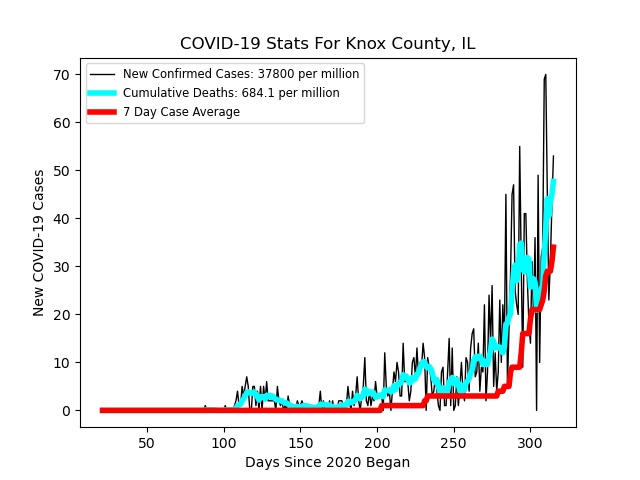 COVID-19 Stats For Knox County, IL
New Confirmed Cases: 37800 per million
Cumulative Deaths: 684.1 per million
7 Day Case Average
70
60
50
40
30
20
10
0
New COVID-19 Cases
50 100 150 200 250 300
Days Since 2020 Began